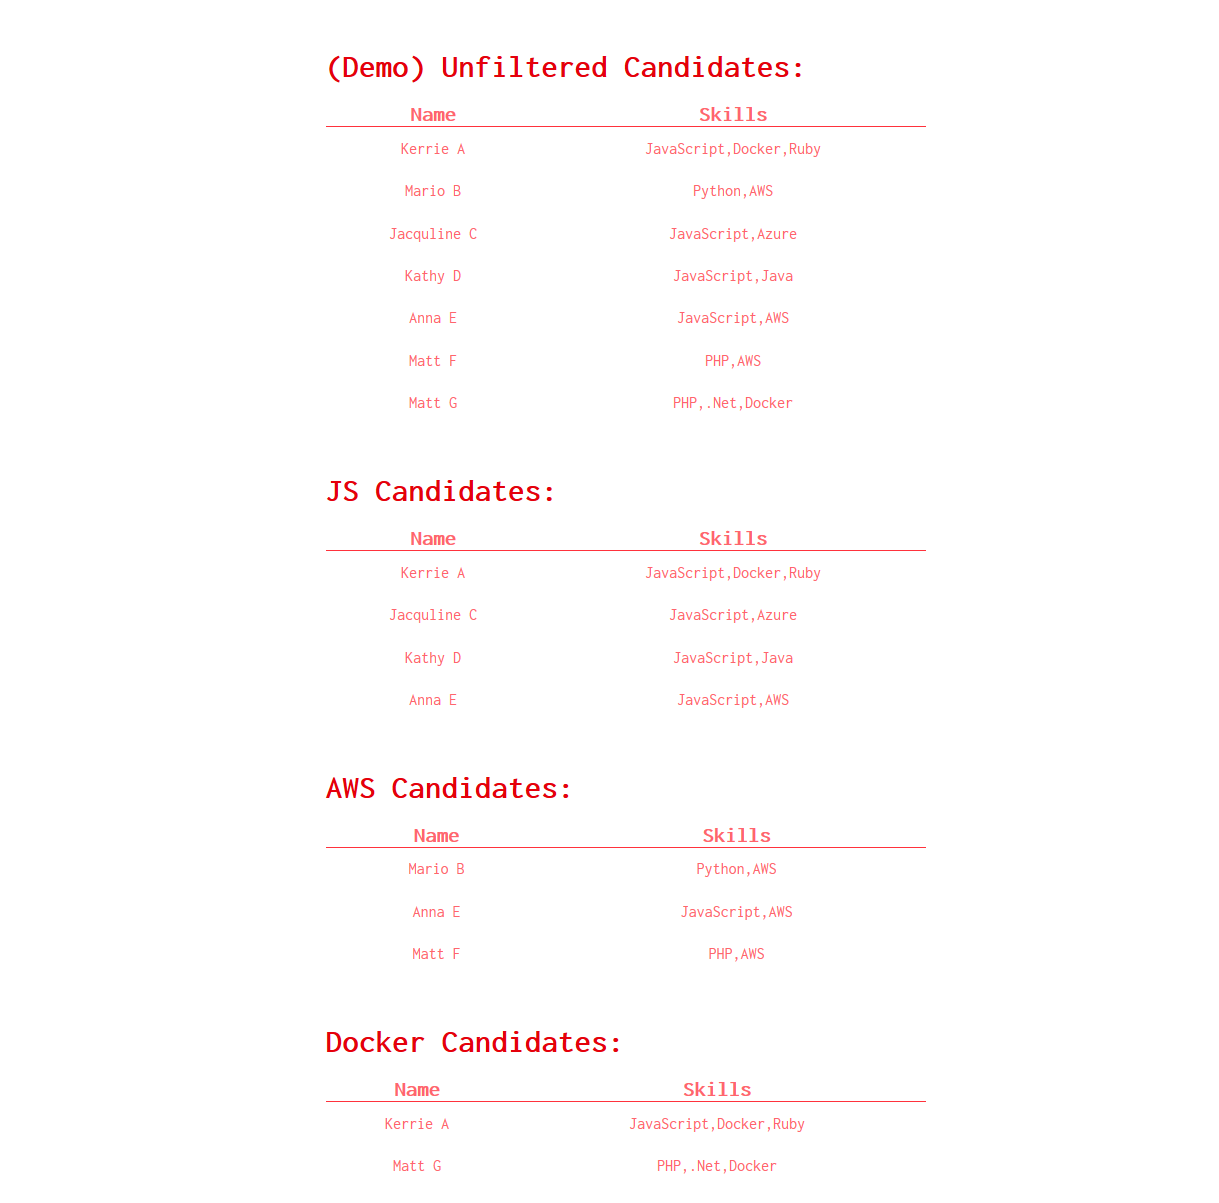 (Demo) Unfiltered Candidates:
Name Skills
Kerrie A JavaScript,Docker,Ruby
Mario B Python,AWS
Jacquline C JavaScript,Azure
Kathy D JavaScript,Java
Anna E JavaScript,AWS
Matt F PHP,AWS
Matt G PHP,.Net,Docker
JS Candidates:
Name Skills
Kerrie A JavaScript,Docker,Ruby
Jacquline C JavaScript,Azure
Kathy D JavaScript,Java
Anna E JavaScript,AWS
AWS Candidates:
Name Skills
Mario B Python,AWS
Anna E JavaScript,AWS
Matt F PHP,AWS
Docker Candidates:
Name Skills
Kerrie A JavaScript,Docker,Ruby
Matt G PHP,.Net,Docker